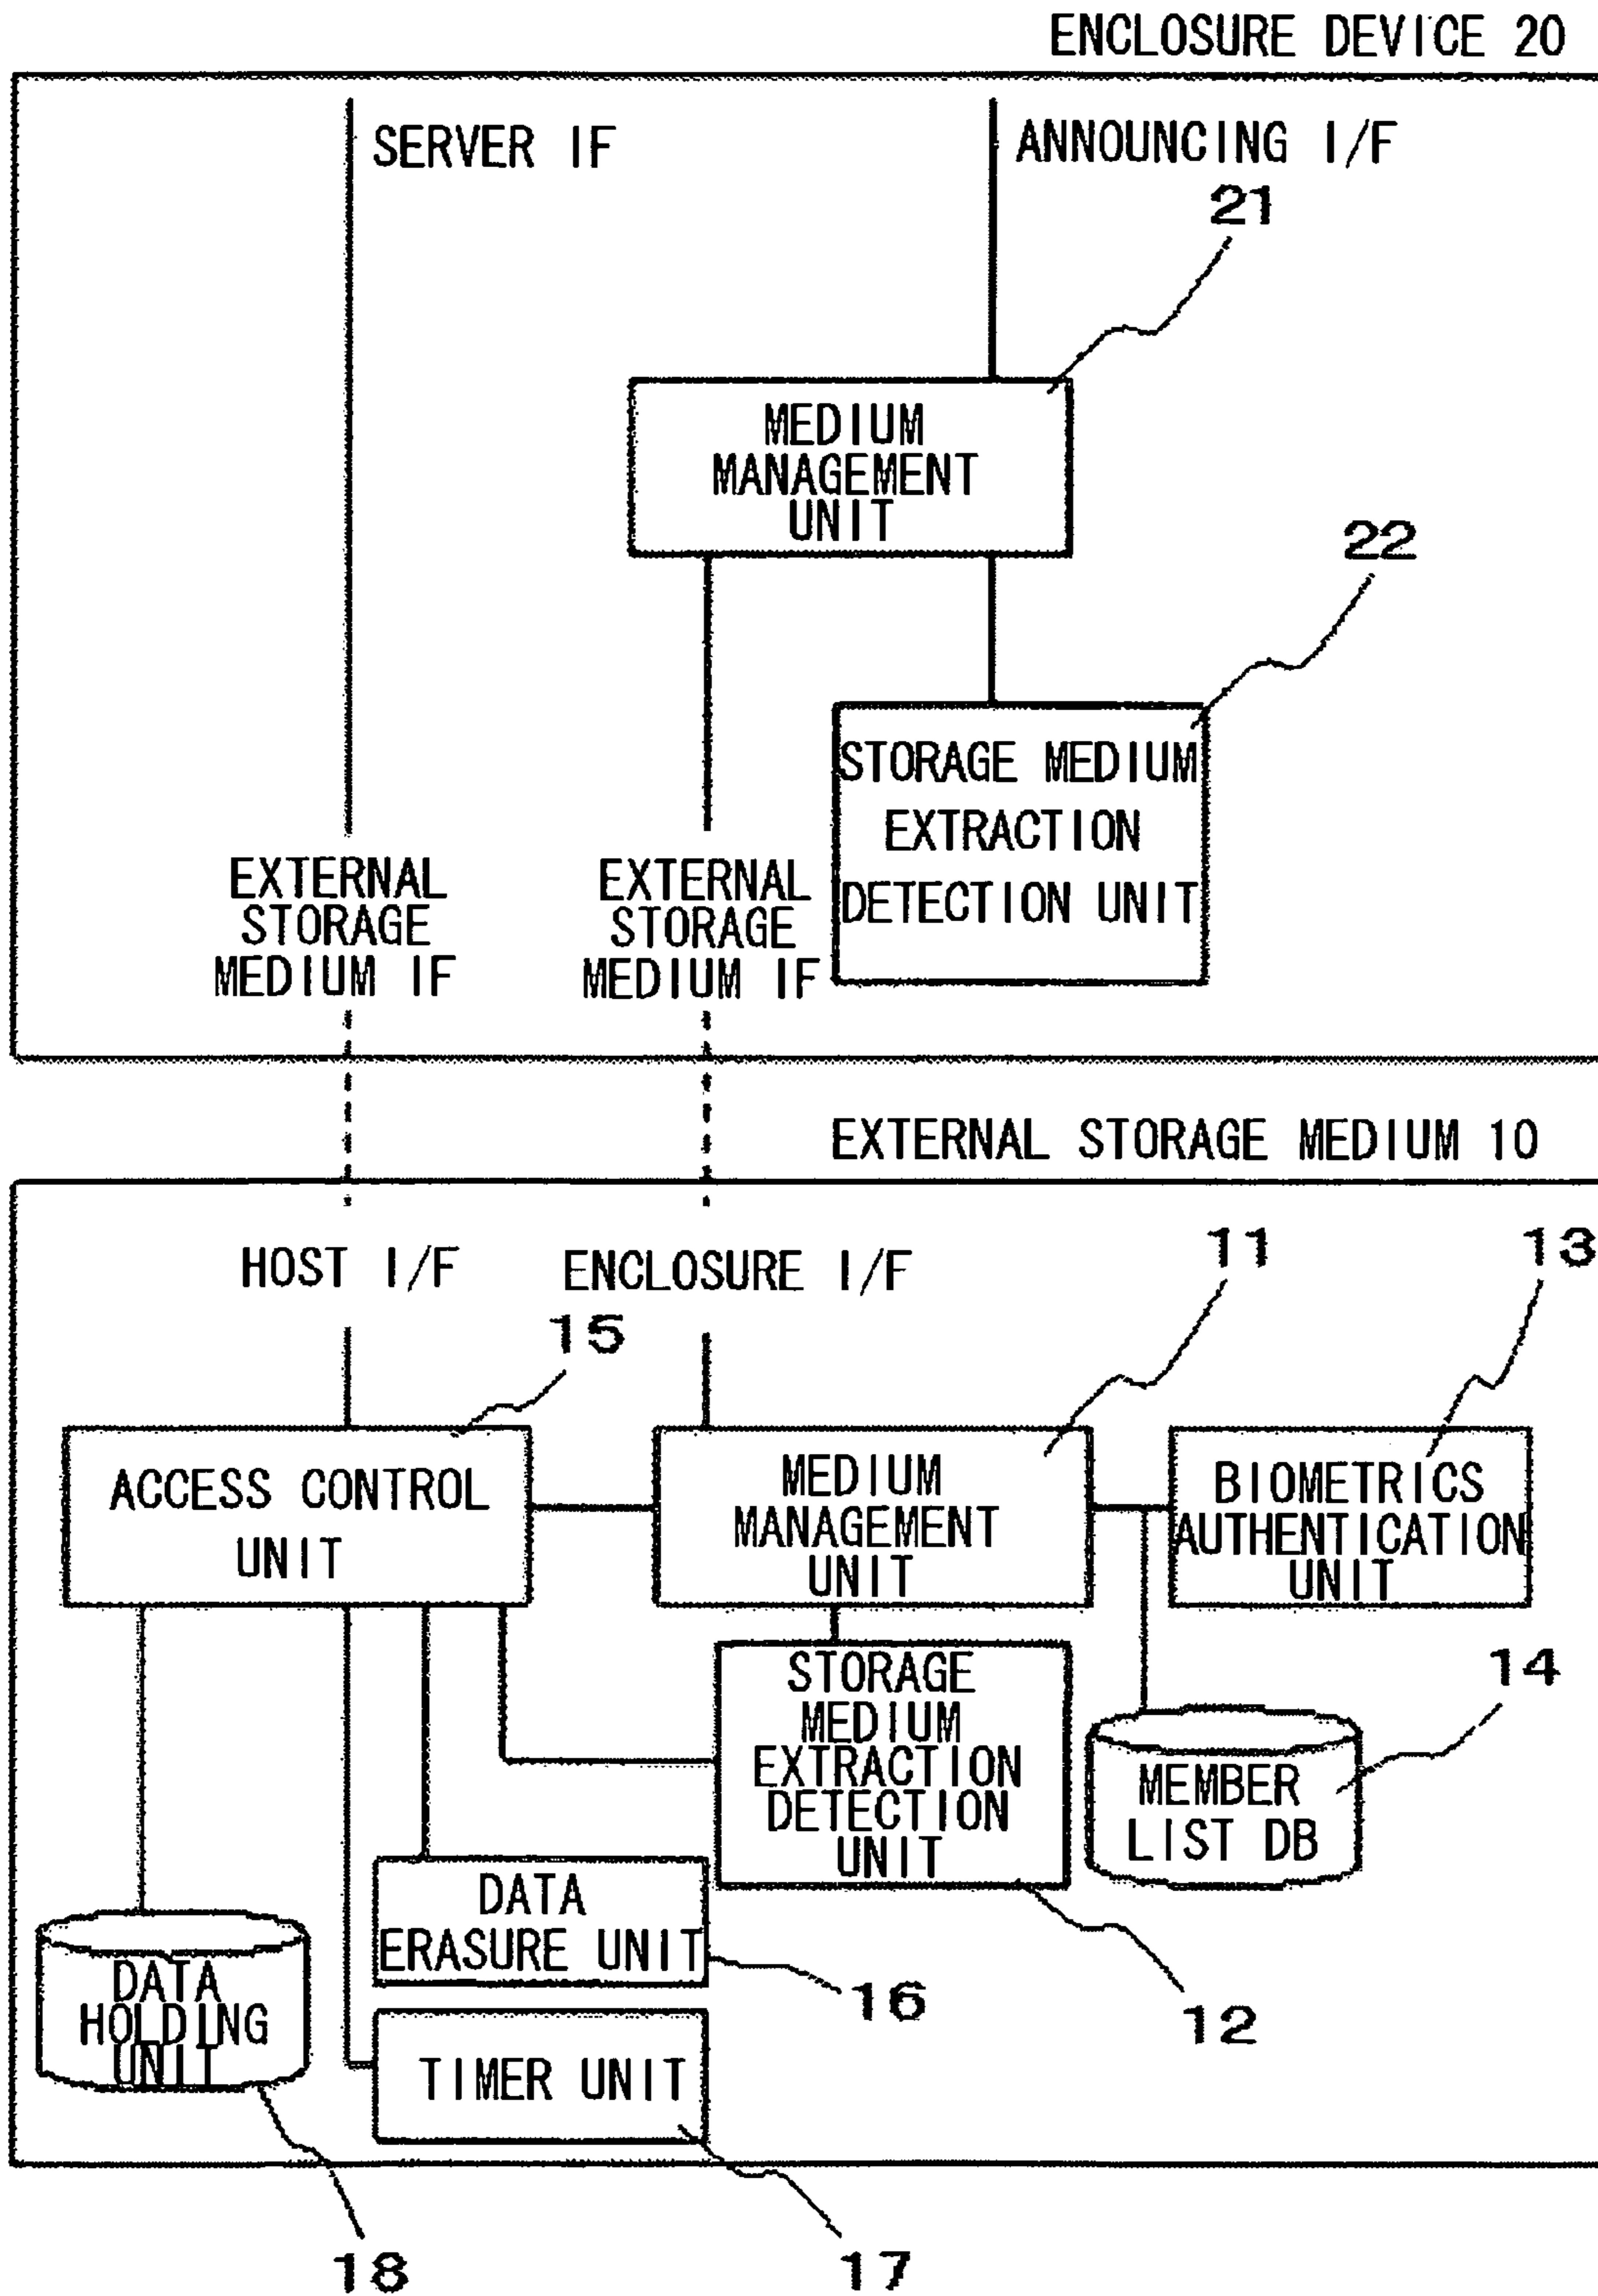 ENCLOSURE DEVICE 20
SERVER IF
ANNOUNCING I/F
21
MEDIUM
MANAGEMENT
UNIT
22
STORAGE MEDIUM
EXTRACTION
DETECTION UNIT
EXTERNAL
STORAGE
MEDIUM IF
EXTERNAL
STORAGE
MEDIUM IF
EXTERNAL STORAGE MEDIUM 10
HOST I/F
ENCLOSURE I/F
11
13
15
ACCESS CONTROL
UNIT
MEDIUM
MANAGEMENT
UNIT
BIOMETRICS
AUTHENTICATION
UNIT
STORAGE
MEDIUM
EXTRACTION
DETECTION
UNIT
14
MEMBER
LIST DB
DATA
ERASURE UNIT
16
12
DATA
HOLDING
UNIT
TIMER UNIT
18
17